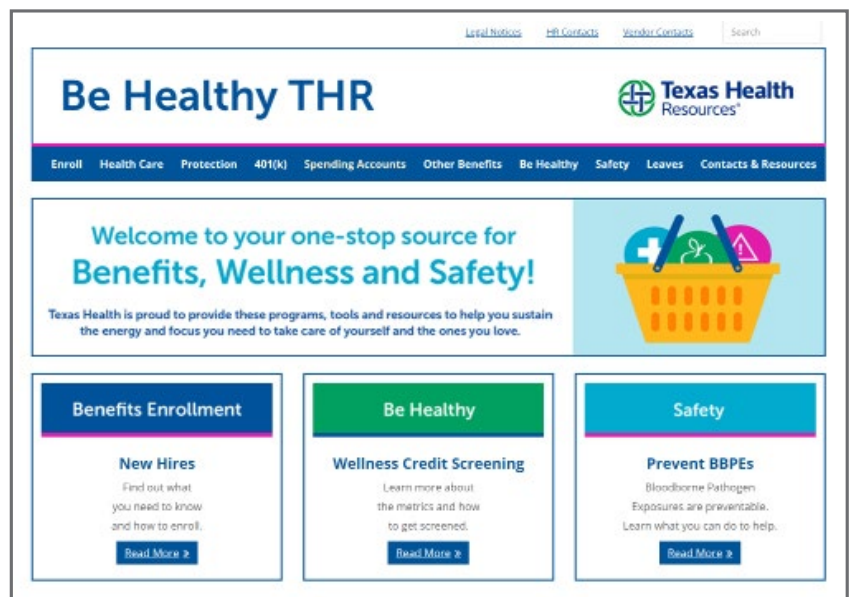 Legal Notices HR Contacts Vendor Contacts Search
Be Healthy THR
Texas Health
Resources®
Enroll Health Care Protection 401(k) Spending Accounts Other Benefits Be Healthy Safety Leaves Contacts & Resources
Welcome to your one-stop source for
Benefits, Wellness and Safety!
Texas Health is proud to provide these programs, tools and resources to help you sustain
the energy and focus you need to take care of yourself and the ones you love.
Benefits Enrollment
New Hires
Find out what
you need to know
and how to enroll.
Read More »
Be Healthy
Wellness Credit Screening
Learn more about
the metrics and how
to get screened.
Read More »
Safety
Prevent BBPEs
Bloodborne Pathogen
Exposures are preventable.
Learn what you can do to help.
Read More »